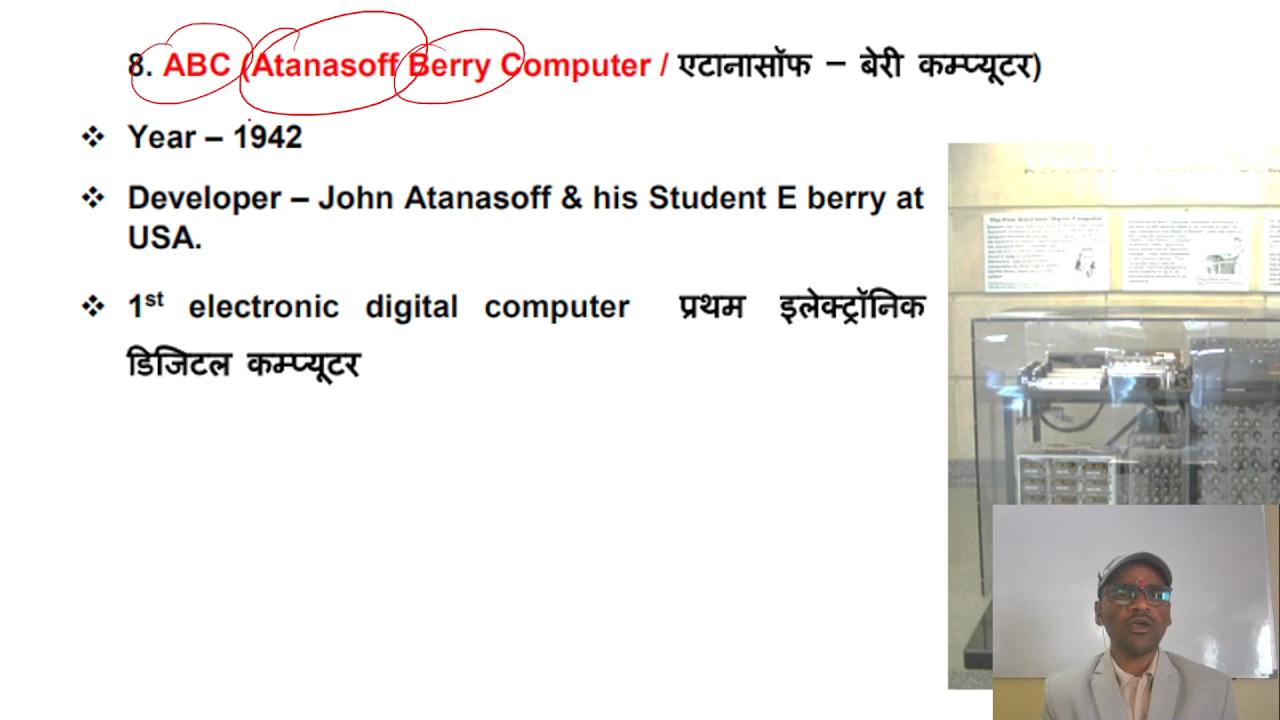 8. ABC (Atanasoff Berry Computer / एटानासॉफ – बेरी कम्प्यूटर)
❖ Year – 1942
❖ Developer – John Atanasoff & his Student E berry at
USA.
❖ 1st electronic digital computer प्रथम इलेक्ट्रॉनिक
डिजिटल कम्प्यूटर